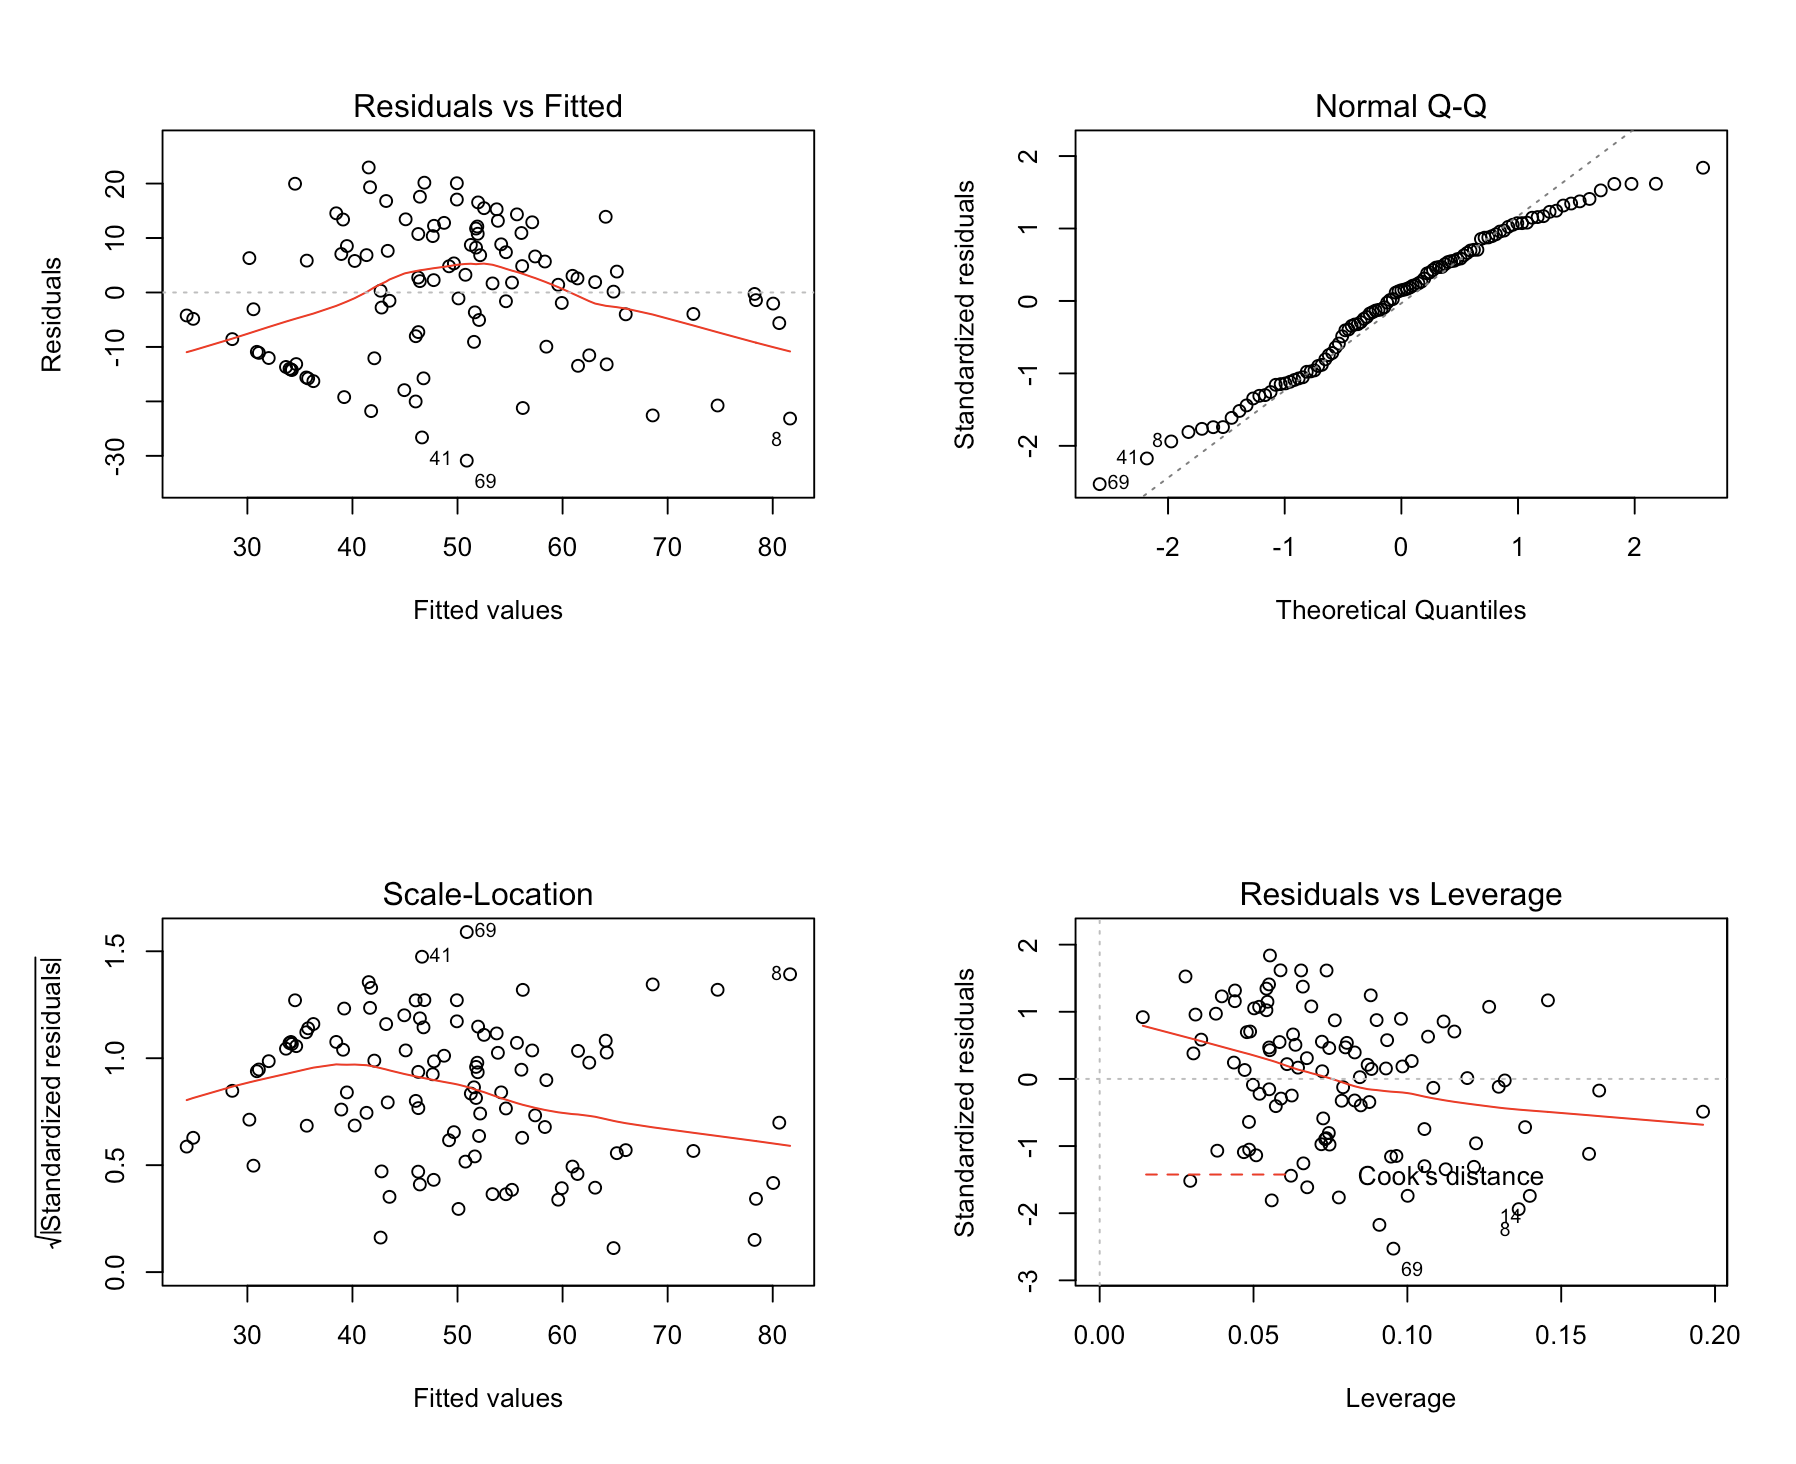 Residuals vs Fitted
Residuals
20
10
0
-10
-30
41
69
8
30 40 50 60 70 80
Fitted values
Normal Q-Q
Standardized residuals
2
1
0
-1
-2
8
41
69
-2 -1 0 1 2
Theoretical Quantiles
Scale-Location
√|Standardized residuals|
1.5
1.0
0.5
0.0
69
41
8
30 40 50 60 70 80
Fitted values
Residuals vs Leverage
Standardized residuals
2
1
0
-1
-2
-3
Cook's distance
14
8
69
0.00 0.05 0.10 0.15 0.20
Leverage